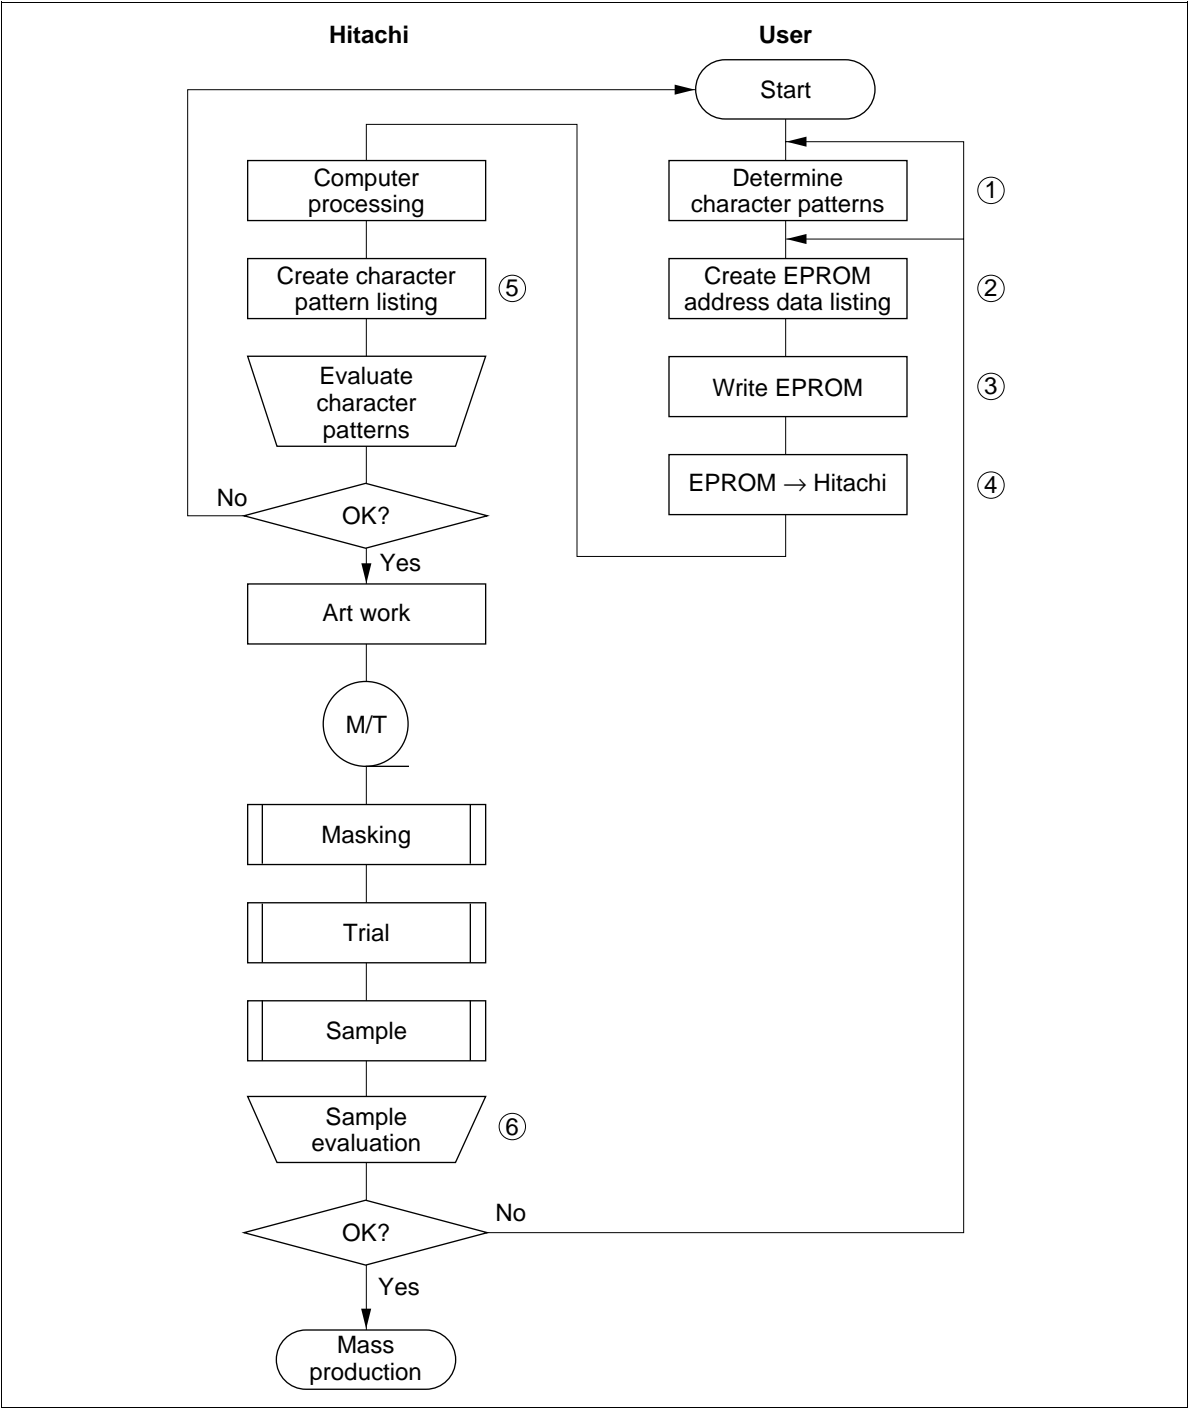 Hitachi
User
Start
Determine
character patterns
①
Create EPROM
address data listing
②
Write EPROM
③
EPROM → Hitachi
④
Computer
processing
Create character
pattern listing
⑤
Evaluate
character
patterns
OK?
No
Yes
Art work
M/T
Masking
Trial
Sample
Sample
evaluation
⑥
OK?
No
Yes
Mass
production